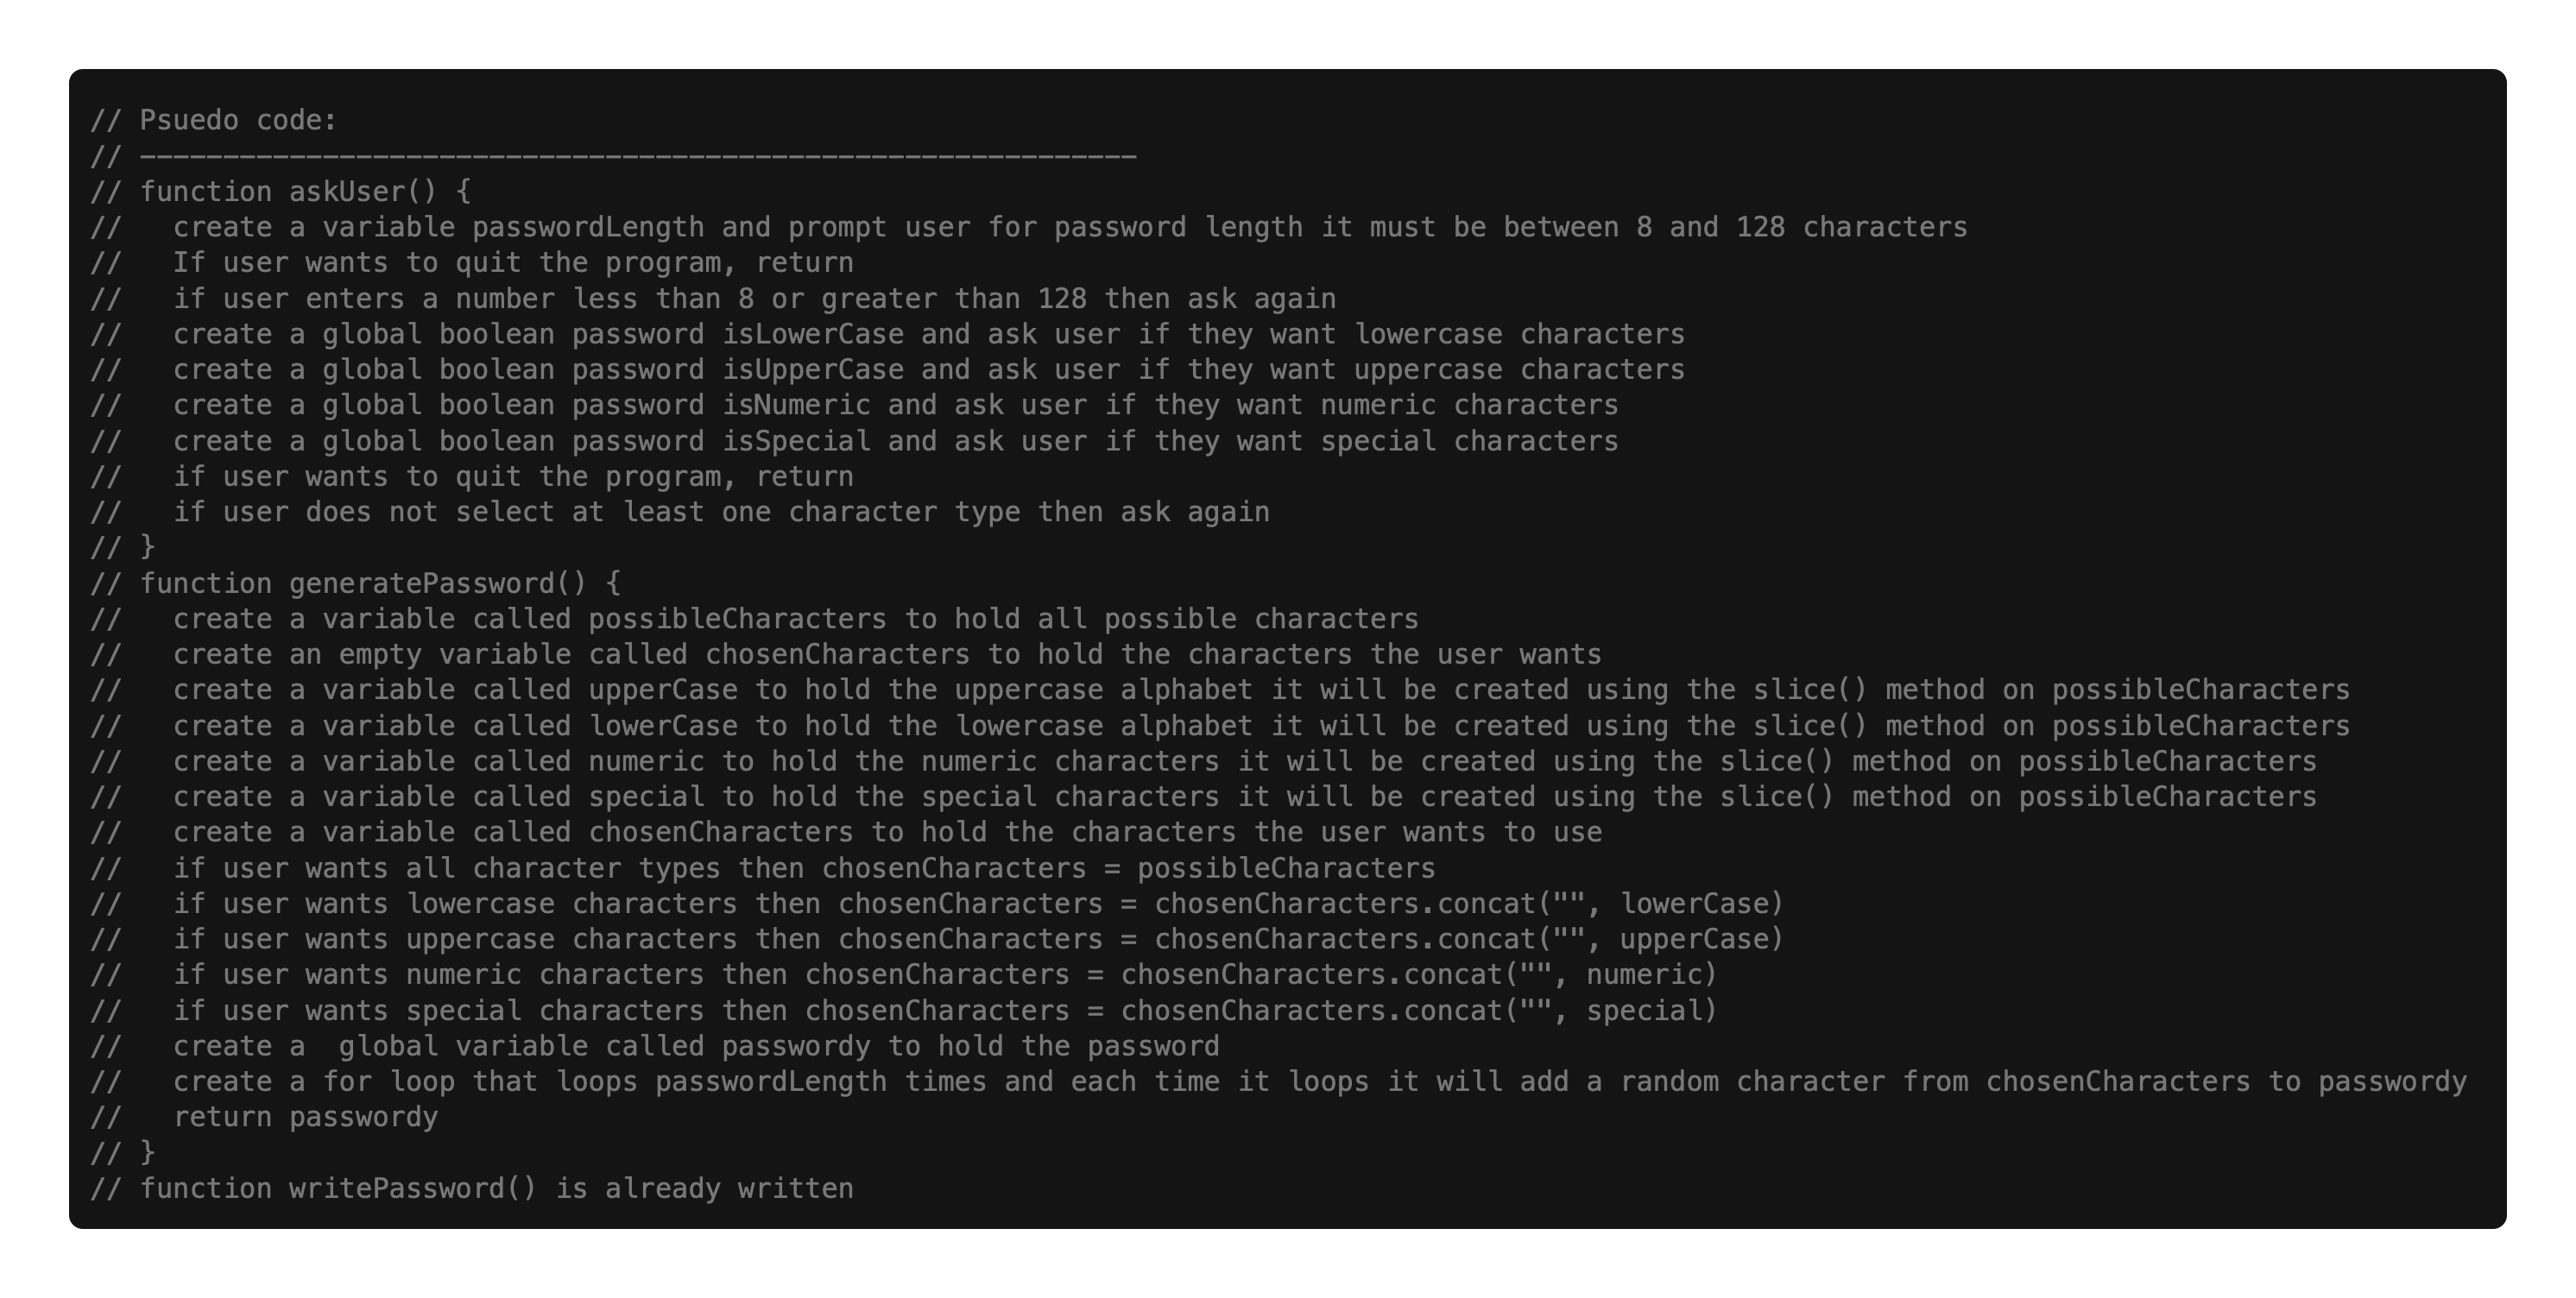 // Psuedo code:
// ------------------------------------------------------------
// function askUser() {
//   create a variable passwordLength and prompt user for password length it must be between 8 and 128 characters
//   If user wants to quit the program, return
//   if user enters a number less than 8 or greater than 128 then ask again
//   create a global boolean password isLowerCase and ask user if they want lowercase characters
//   create a global boolean password isUpperCase and ask user if they want uppercase characters
//   create a global boolean password isNumeric and ask user if they want numeric characters
//   create a global boolean password isSpecial and ask user if they want special characters
//   if user wants to quit the program, return
//   if user does not select at least one character type then ask again
// }
// function generatePassword() {
//   create a variable called possibleCharacters to hold all possible characters
//   create an empty variable called chosenCharacters to hold the characters the user wants
//   create a variable called upperCase to hold the uppercase alphabet it will be created using the slice() method on possibleCharacters
//   create a variable called lowerCase to hold the lowercase alphabet it will be created using the slice() method on possibleCharacters
//   create a variable called numeric to hold the numeric characters it will be created using the slice() method on possibleCharacters
//   create a variable called special to hold the special characters it will be created using the slice() method on possibleCharacters
//   create a variable called chosenCharacters to hold the characters the user wants to use
//   if user wants all character types then chosenCharacters = possibleCharacters
//   if user wants lowercase characters then chosenCharacters = chosenCharacters.concat("", lowerCase)
//   if user wants uppercase characters then chosenCharacters = chosenCharacters.concat("", upperCase)
//   if user wants numeric characters then chosenCharacters = chosenCharacters.concat("", numeric)
//   if user wants special characters then chosenCharacters = chosenCharacters.concat("", special)
//   create a  global variable called passwordy to hold the password
//   create a for loop that loops passwordLength times and each time it loops it will add a random character from chosenCharacters to passwordy
//   return passwordy
// }
// function writePassword() is already written